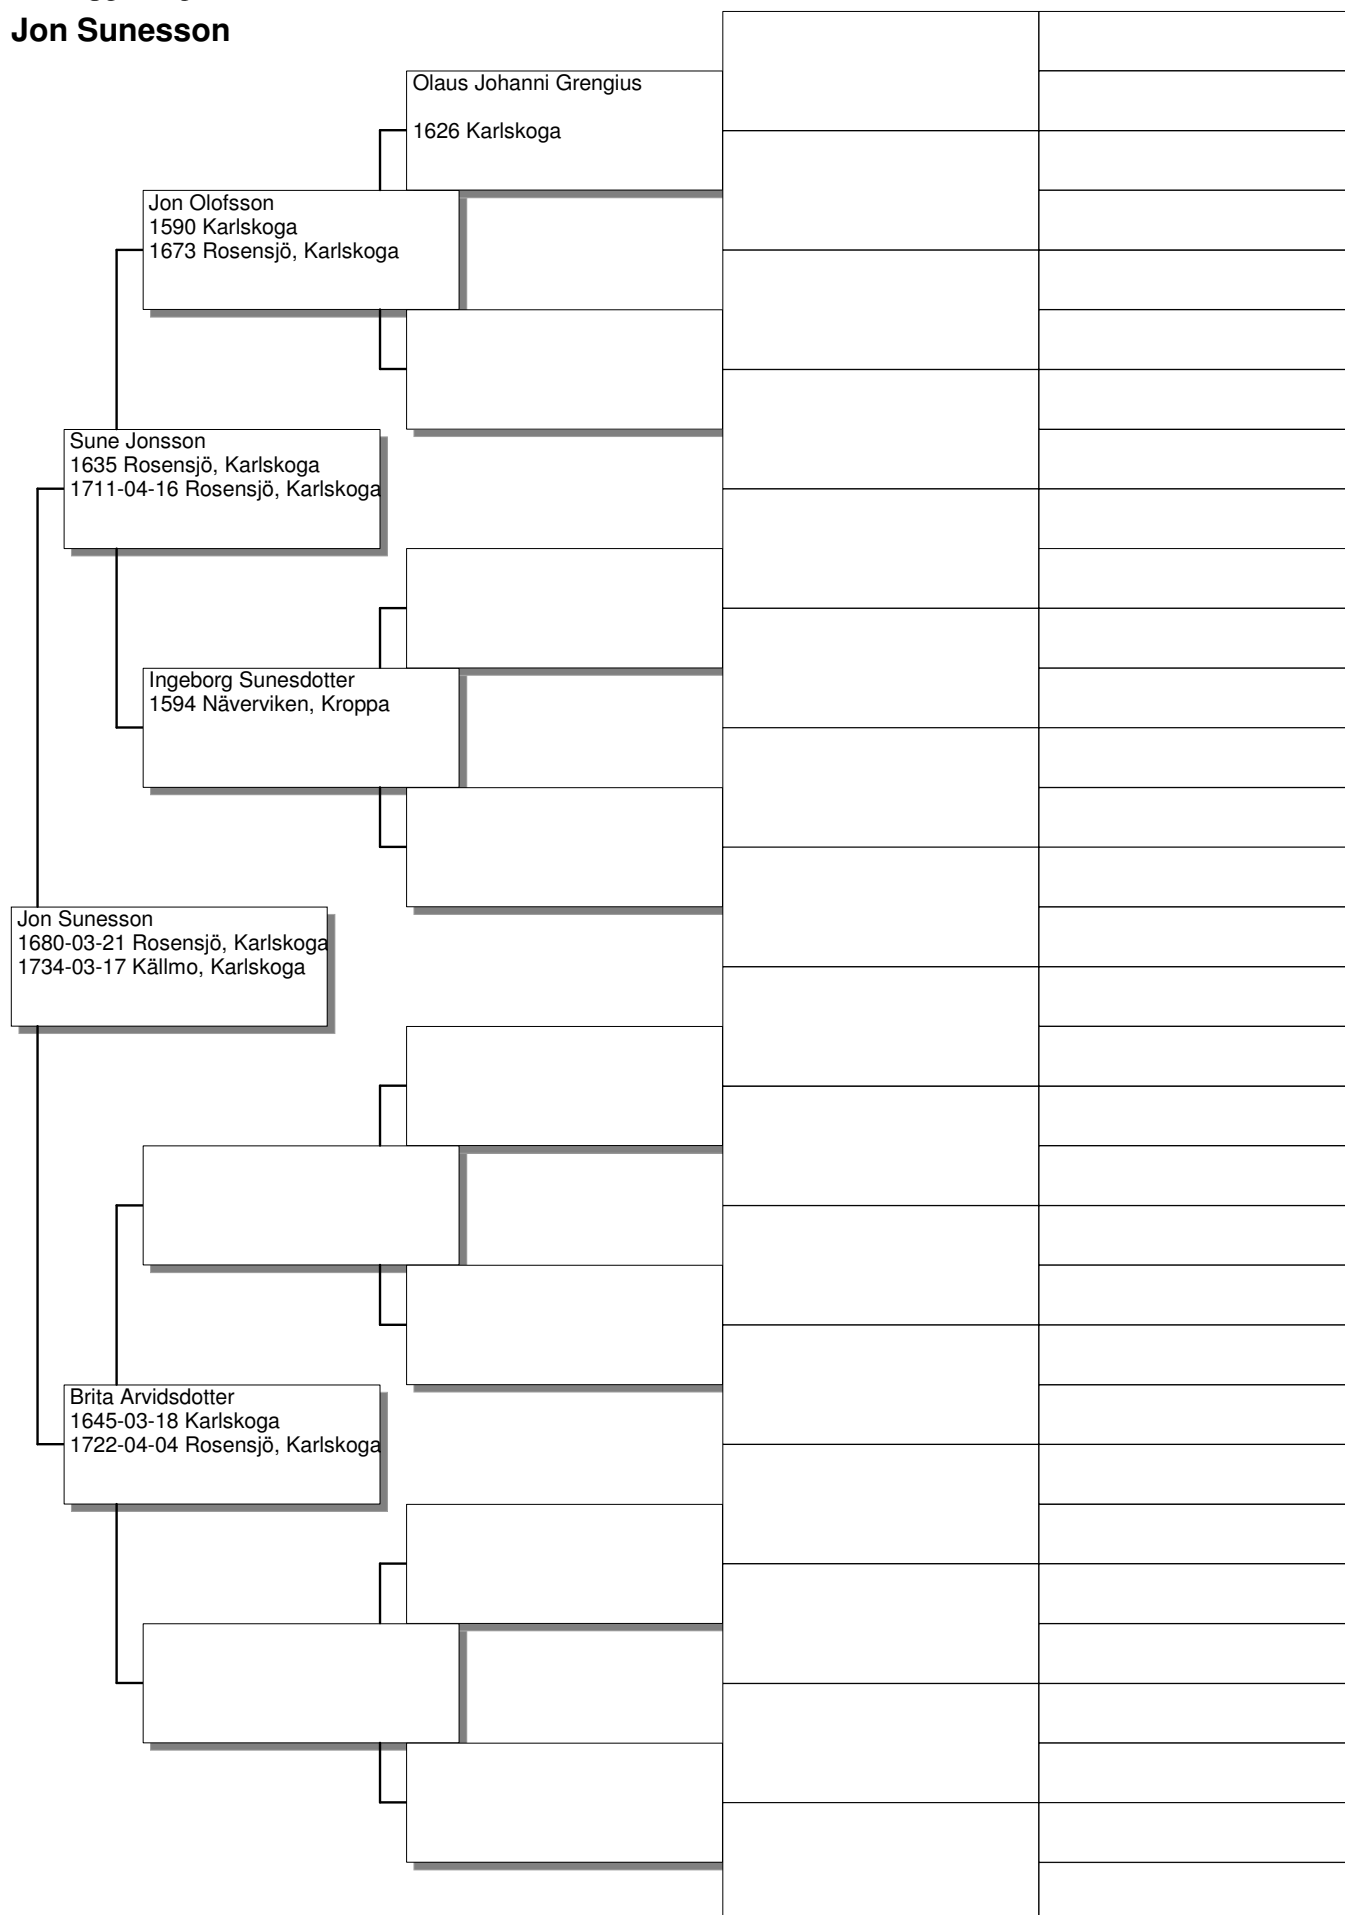 Jon Sunesson
Olaus Johanni Grengius
1626 Karlskoga
Jon Olofsson
1590 Karlskoga
1673 Rosensjö, Karlskoga
Sune Jonsson
1635 Rosensjö, Karlskoga
1711-04-16 Rosensjö, Karlskoga
Ingeborg Sunesdotter
1594 Näverviken, Kroppa
Jon Sunesson
1680-03-21 Rosensjö, Karlskoga
1734-03-17 Källmo, Karlskoga
Brita Arvidsdotter
1645-03-18 Karlskoga
1722-04-04 Rosensjö, Karlskoga